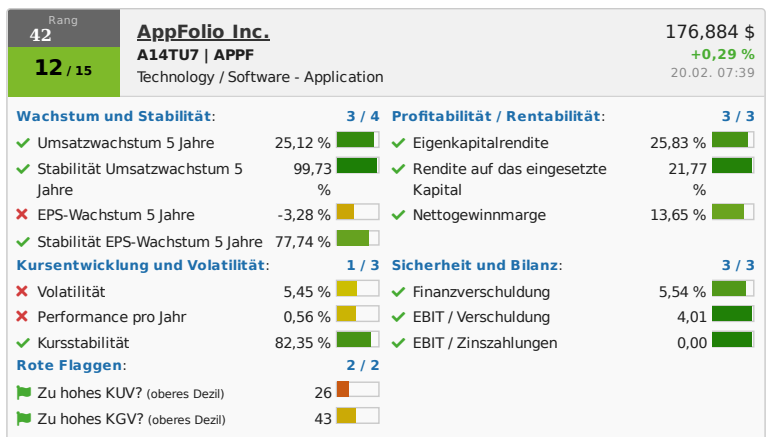 Rang
42
12 / 15
AppFolio Inc.
A14TU7 | APPF
Technology / Software - Application
176,884 $
+0,29 %
20.02. 07:39
Wachstum und Stabilität: 3 / 4
Umsatzwachstum 5 Jahre 25,12 %
Stabilität Umsatzwachstum 5 99,73
Jahre %
EPS-Wachstum 5 Jahre -3,28 %
Stabilität EPS-Wachstum 5 Jahre 77,74 %
Profitabilität / Rentabilität: 3 / 3
Eigenkapitalrendite 25,83 %
Rendite auf das eingesetzte 21,77
Kapital %
Nettogewinnmarge 13,65 %
Kursentwicklung und Volatilität: 1 / 3
Volatilität 5,45 %
Performance pro Jahr 0,56 %
Kursstabilität 82,35 %
Sicherheit und Bilanz: 3 / 3
Finanzverschuldung 5,54 %
EBIT / Verschuldung 4,01
EBIT / Zinszahlungen 0,00
Rote Flaggen: 2 / 2
Zu hohes KUV? (oberes Dezil) 26
Zu hohes KGV? (oberes Dezil) 43